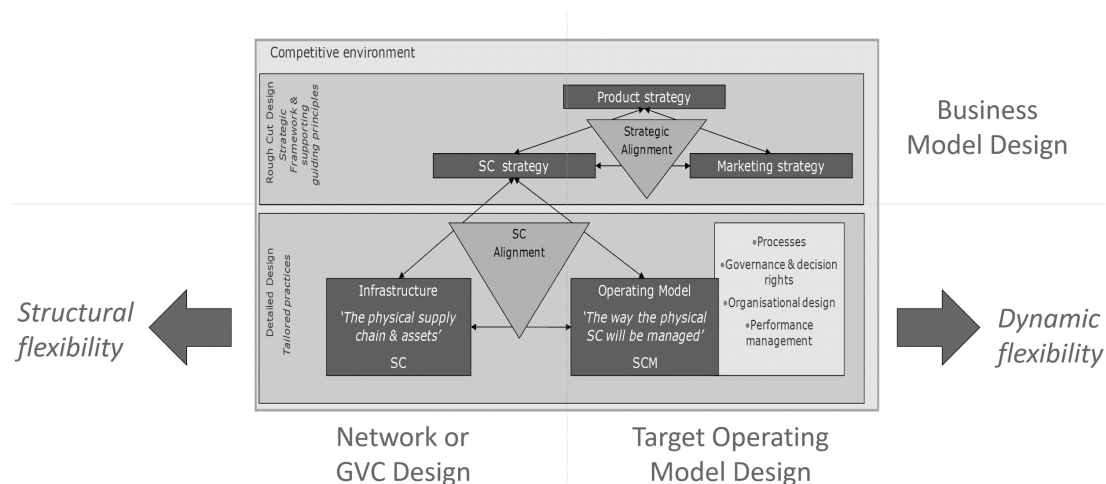 Competitive environment
Rough Cut Design
Strategic
Framework &
supporting
guiding principles
Product strategy
Strategic
Alignment
SC strategy
Marketing strategy
Business
Model Design
Detailed Design
Tailored practices
SC
Alignment
Infrastructure
‘The physical supply
chain & assets’
SC
Operating Model
‘The way the physical
SC will be managed’
SCM
•Processes
•Governance & decision
rights
•Organisational design
•Performance
management
Structural
flexibility
Dynamic
flexibility
Network or
GVC Design
Target Operating
Model Design